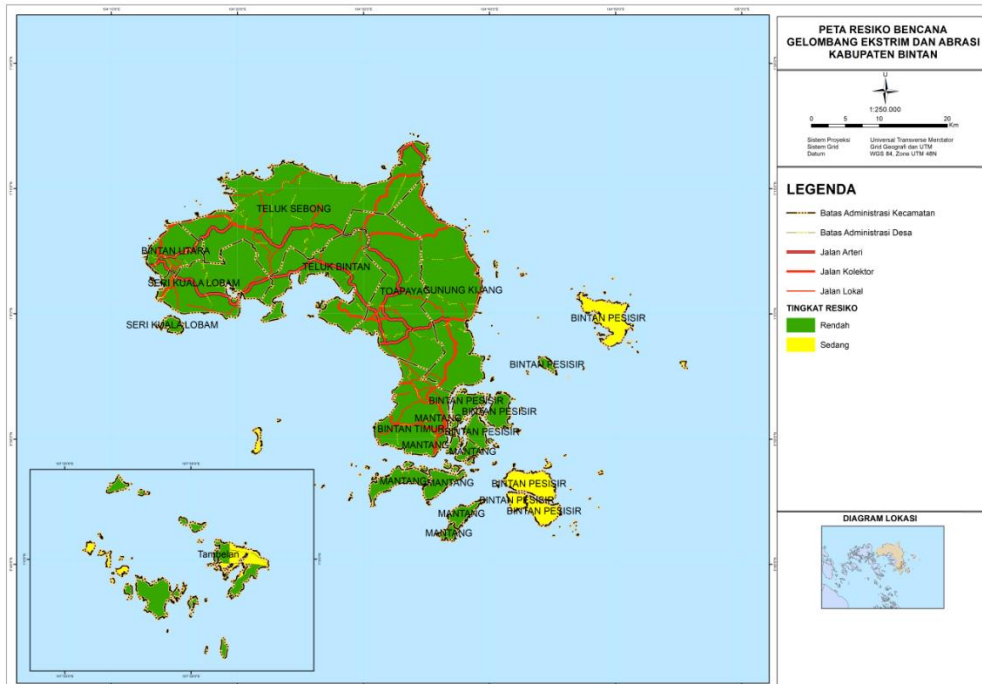 PETA RESIKO BENCANA
GELOMBANG EKSTRIM DAN ABRASI
KABUPATEN BINTAN
U
1:250.000
0 5 10 20
Km
Sistem Proyeksi Universal Transverse Mercator
Sistem Grid Grid Geografi dan UTM
Datum WGS 84, Zone UTM 48N
LEGENDA
Batas Administrasi Kecamatan
Batas Administrasi Desa
Jalan Arteri
Jalan Kolektor
Jalan Lokal
TINGKAT RESIKO
Rendah
Sedang
DIAGRAM LOKASI
TELUK SEBONG
BINTAN UTARA
TELUK BINTAN
SERI KUALA LOBAM
TOAPAYA
GUNUNG KIJANG
SERI KUALA LOBAM
BINTAN PESISIR
BINTAN PESISIR
BINTAN PESISIR
BINTAN PESISIR
MANTANG
BINTAN TIMUR
BINTAN PESISIR
MANTANG
MANTANG
MANTANG
MANTANG
BINTAN PESISIR
BINTAN PESISIR
BINTAN PESISIR
MANTANG
MANTANG
Tambelan